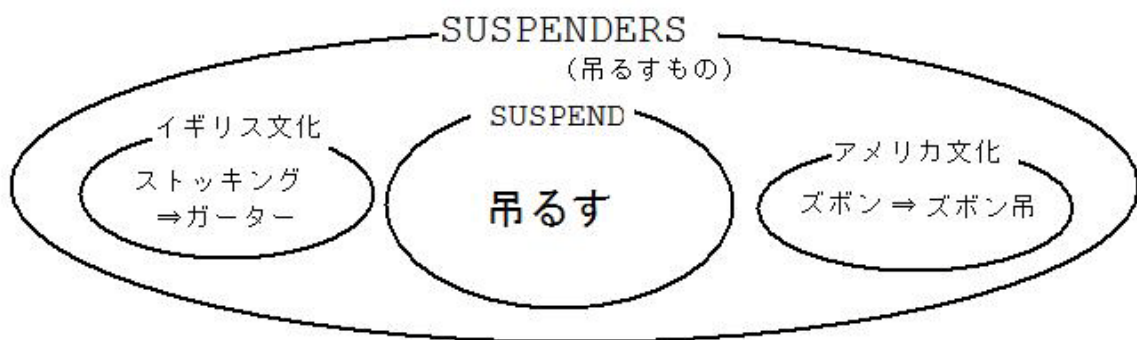 SUSPENDERS
(吊るすもの)
イギリス文化
ストッキング
⇒ガーター
SUSPEND
吊るす
アメリカ文化
ズボン ⇒ ズボン吊